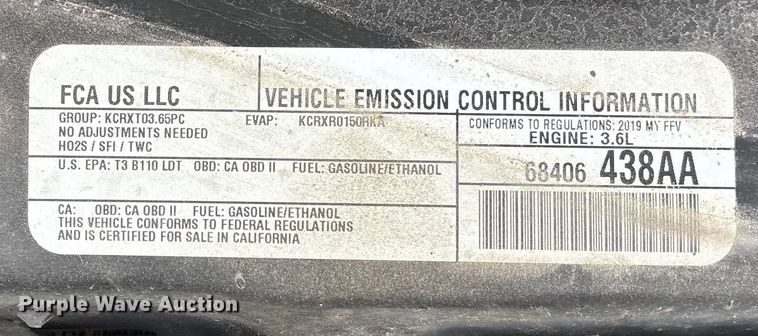 FCA US LLC
VEHICLE EMISSION CONTROL INFORMATION
GROUP: KCRXT03.65PC EVAP: KCRXR0150HKA
NO ADJUSTMENTS NEEDED
HO2S / SFI / TWC
CONFORMS TO REGULATIONS: 2019 MY FFV
ENGINE: 3.6L
U.S. EPA: T3 B110 LDT OBD: CA OBD II FUEL: GASOLINE/ETHANOL
68406 438AA
CA: OBD: CA OBD II FUEL: GASOLINE/ETHANOL
THIS VEHICLE CONFORMS TO FEDERAL REGULATIONS
AND IS CERTIFIED FOR SALE IN CALIFORNIA
Purple Wave Auction